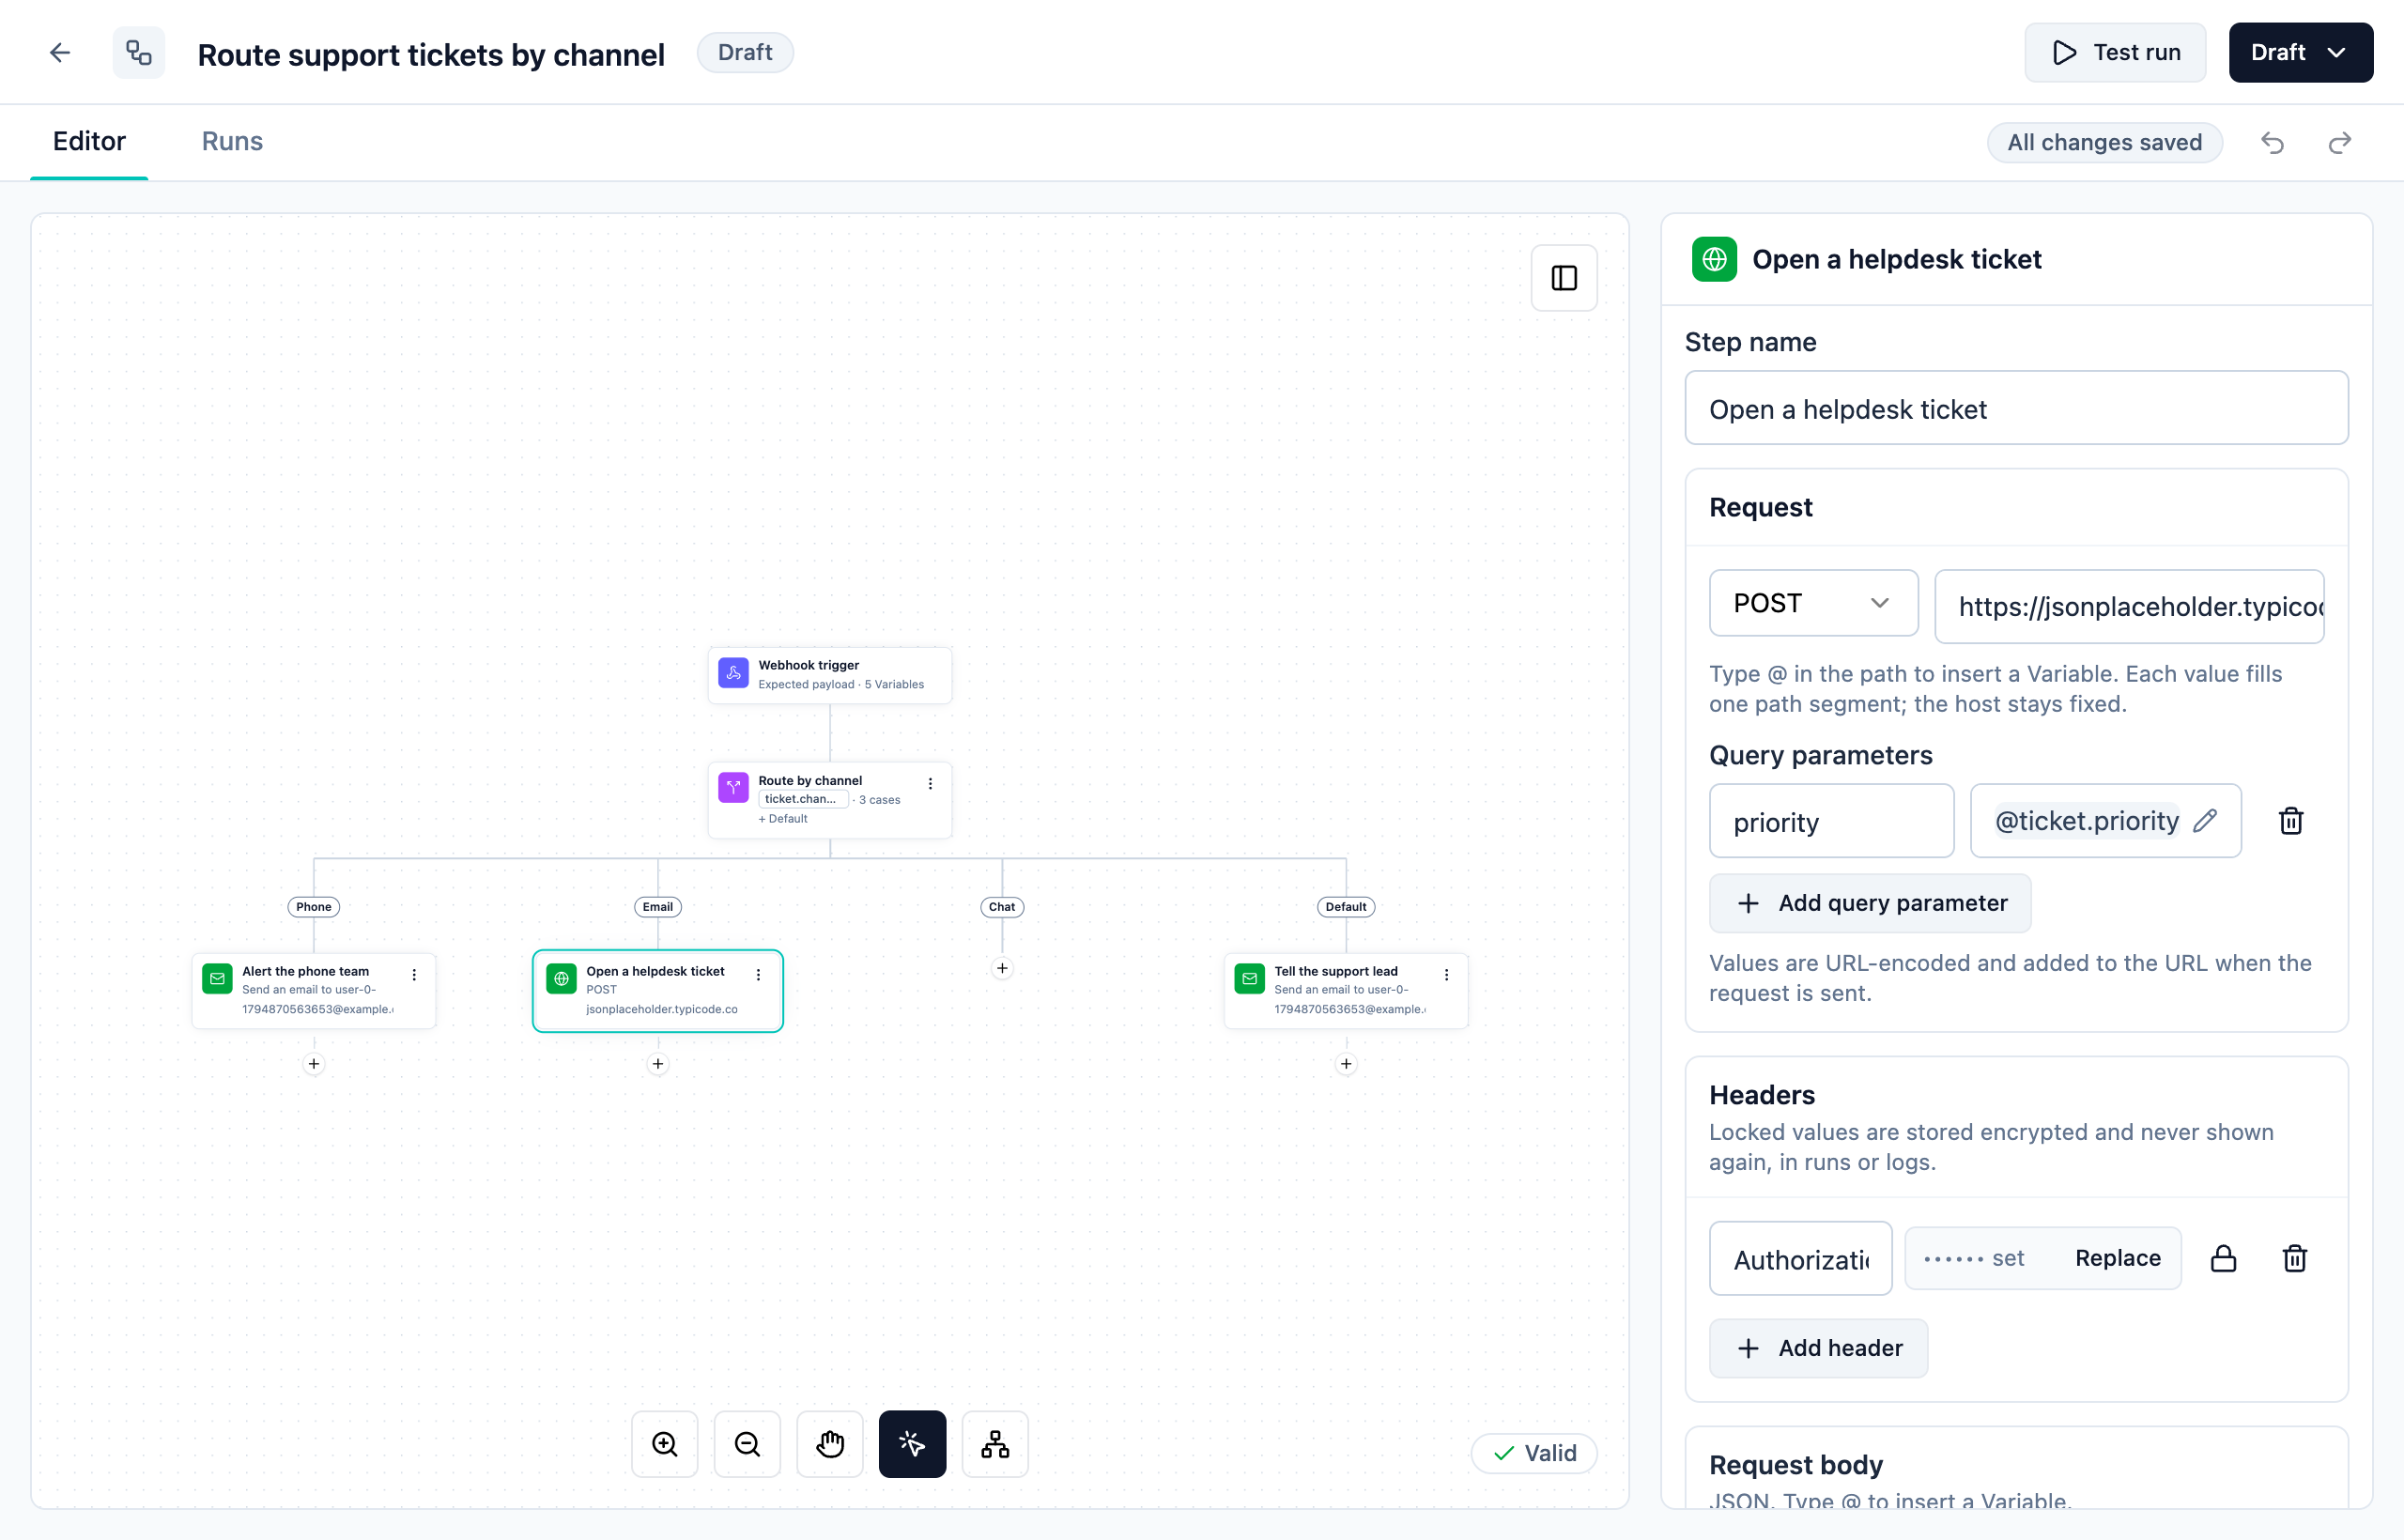 Route support tickets by channel
Draft
Test run
Draft
Editor
Runs
All changes saved
Webhook trigger
Expected payload · 5 Variables
Route by channel
ticket.chan... · 3 cases
+ Default
Phone
Email
Chat
Default
Alert the phone team
Send an email to user-0-
1794870563653@example.
Open a helpdesk ticket
POST
jsonplaceholder.typicode.co
Tell the support lead
Send an email to user-0-
1794870563653@example.
Valid
Open a helpdesk ticket
Step name
Open a helpdesk ticket
Request
POST
https://jsonplaceholder.typico
Type @ in the path to insert a Variable. Each value fills
one path segment; the host stays fixed.
Query parameters
priority
@ticket.priority
Add query parameter
Values are URL-encoded and added to the URL when the
request is sent.
Headers
Locked values are stored encrypted and never shown
again, in runs or logs.
Authorizatio
•••••• set
Replace
Add header
Request body
JSON. Type @ to insert a Variable.